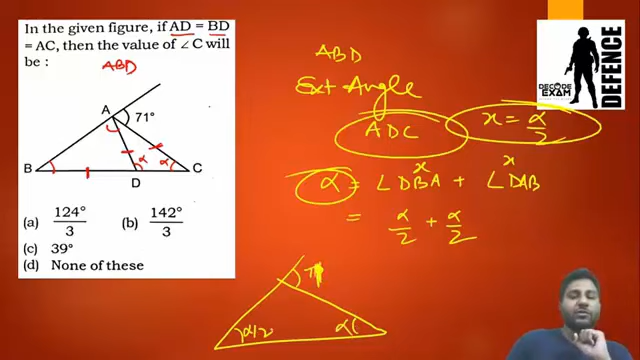 In the given figure, if AD = BD
= AC, then the value of ∠ C will
be :
ABD
A
71°
α
α
B
D
C
(a) 124°/3
(b) 142°/3
(c) 39°
(d) None of these
ABD
Ext Angle
ADC
x = α/2
x
x
α = ∠DBA + ∠DAB
= α/2 + α/2
α/2
α
DECODE
EXAM
DEFENCE